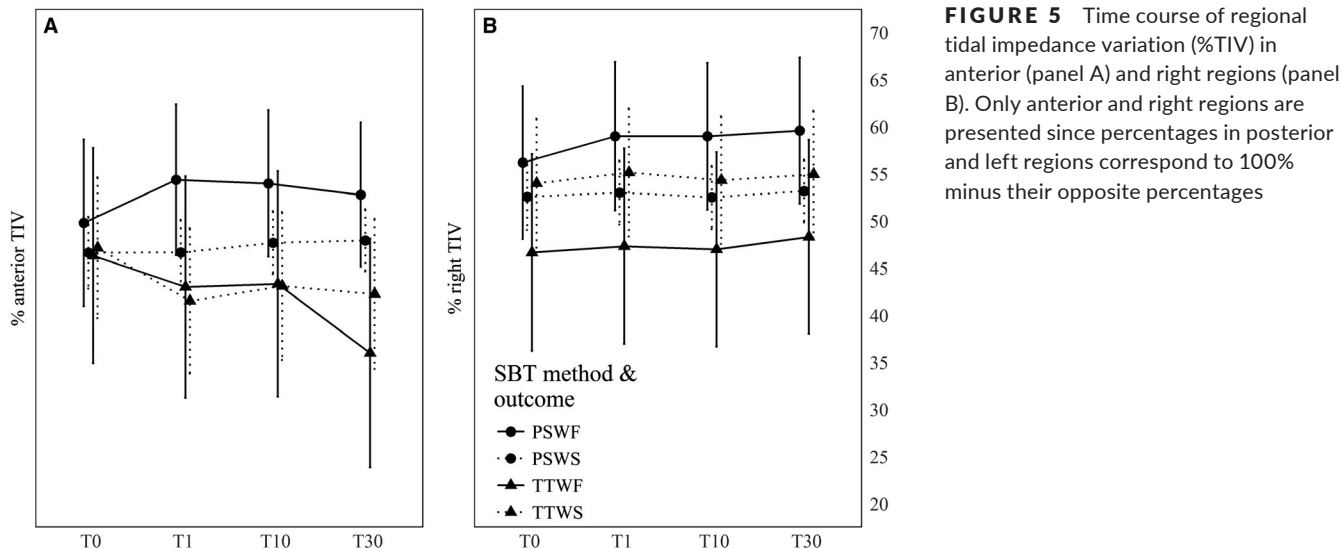 A
% anterior TIV
T0 T1 T10 T30
B
% right TIV
SBT method &
outcome
PSWF
PSWS
TTWF
TTWS
T0 T1 T10 T30
70
65
60
55
50
45
40
35
30
25
20
FIGURE 5 Time course of regional
tidal impedance variation (%TIV) in
anterior (panel A) and right regions (panel
B). Only anterior and right regions are
presented since percentages in posterior
and left regions correspond to 100%
minus their opposite percentages